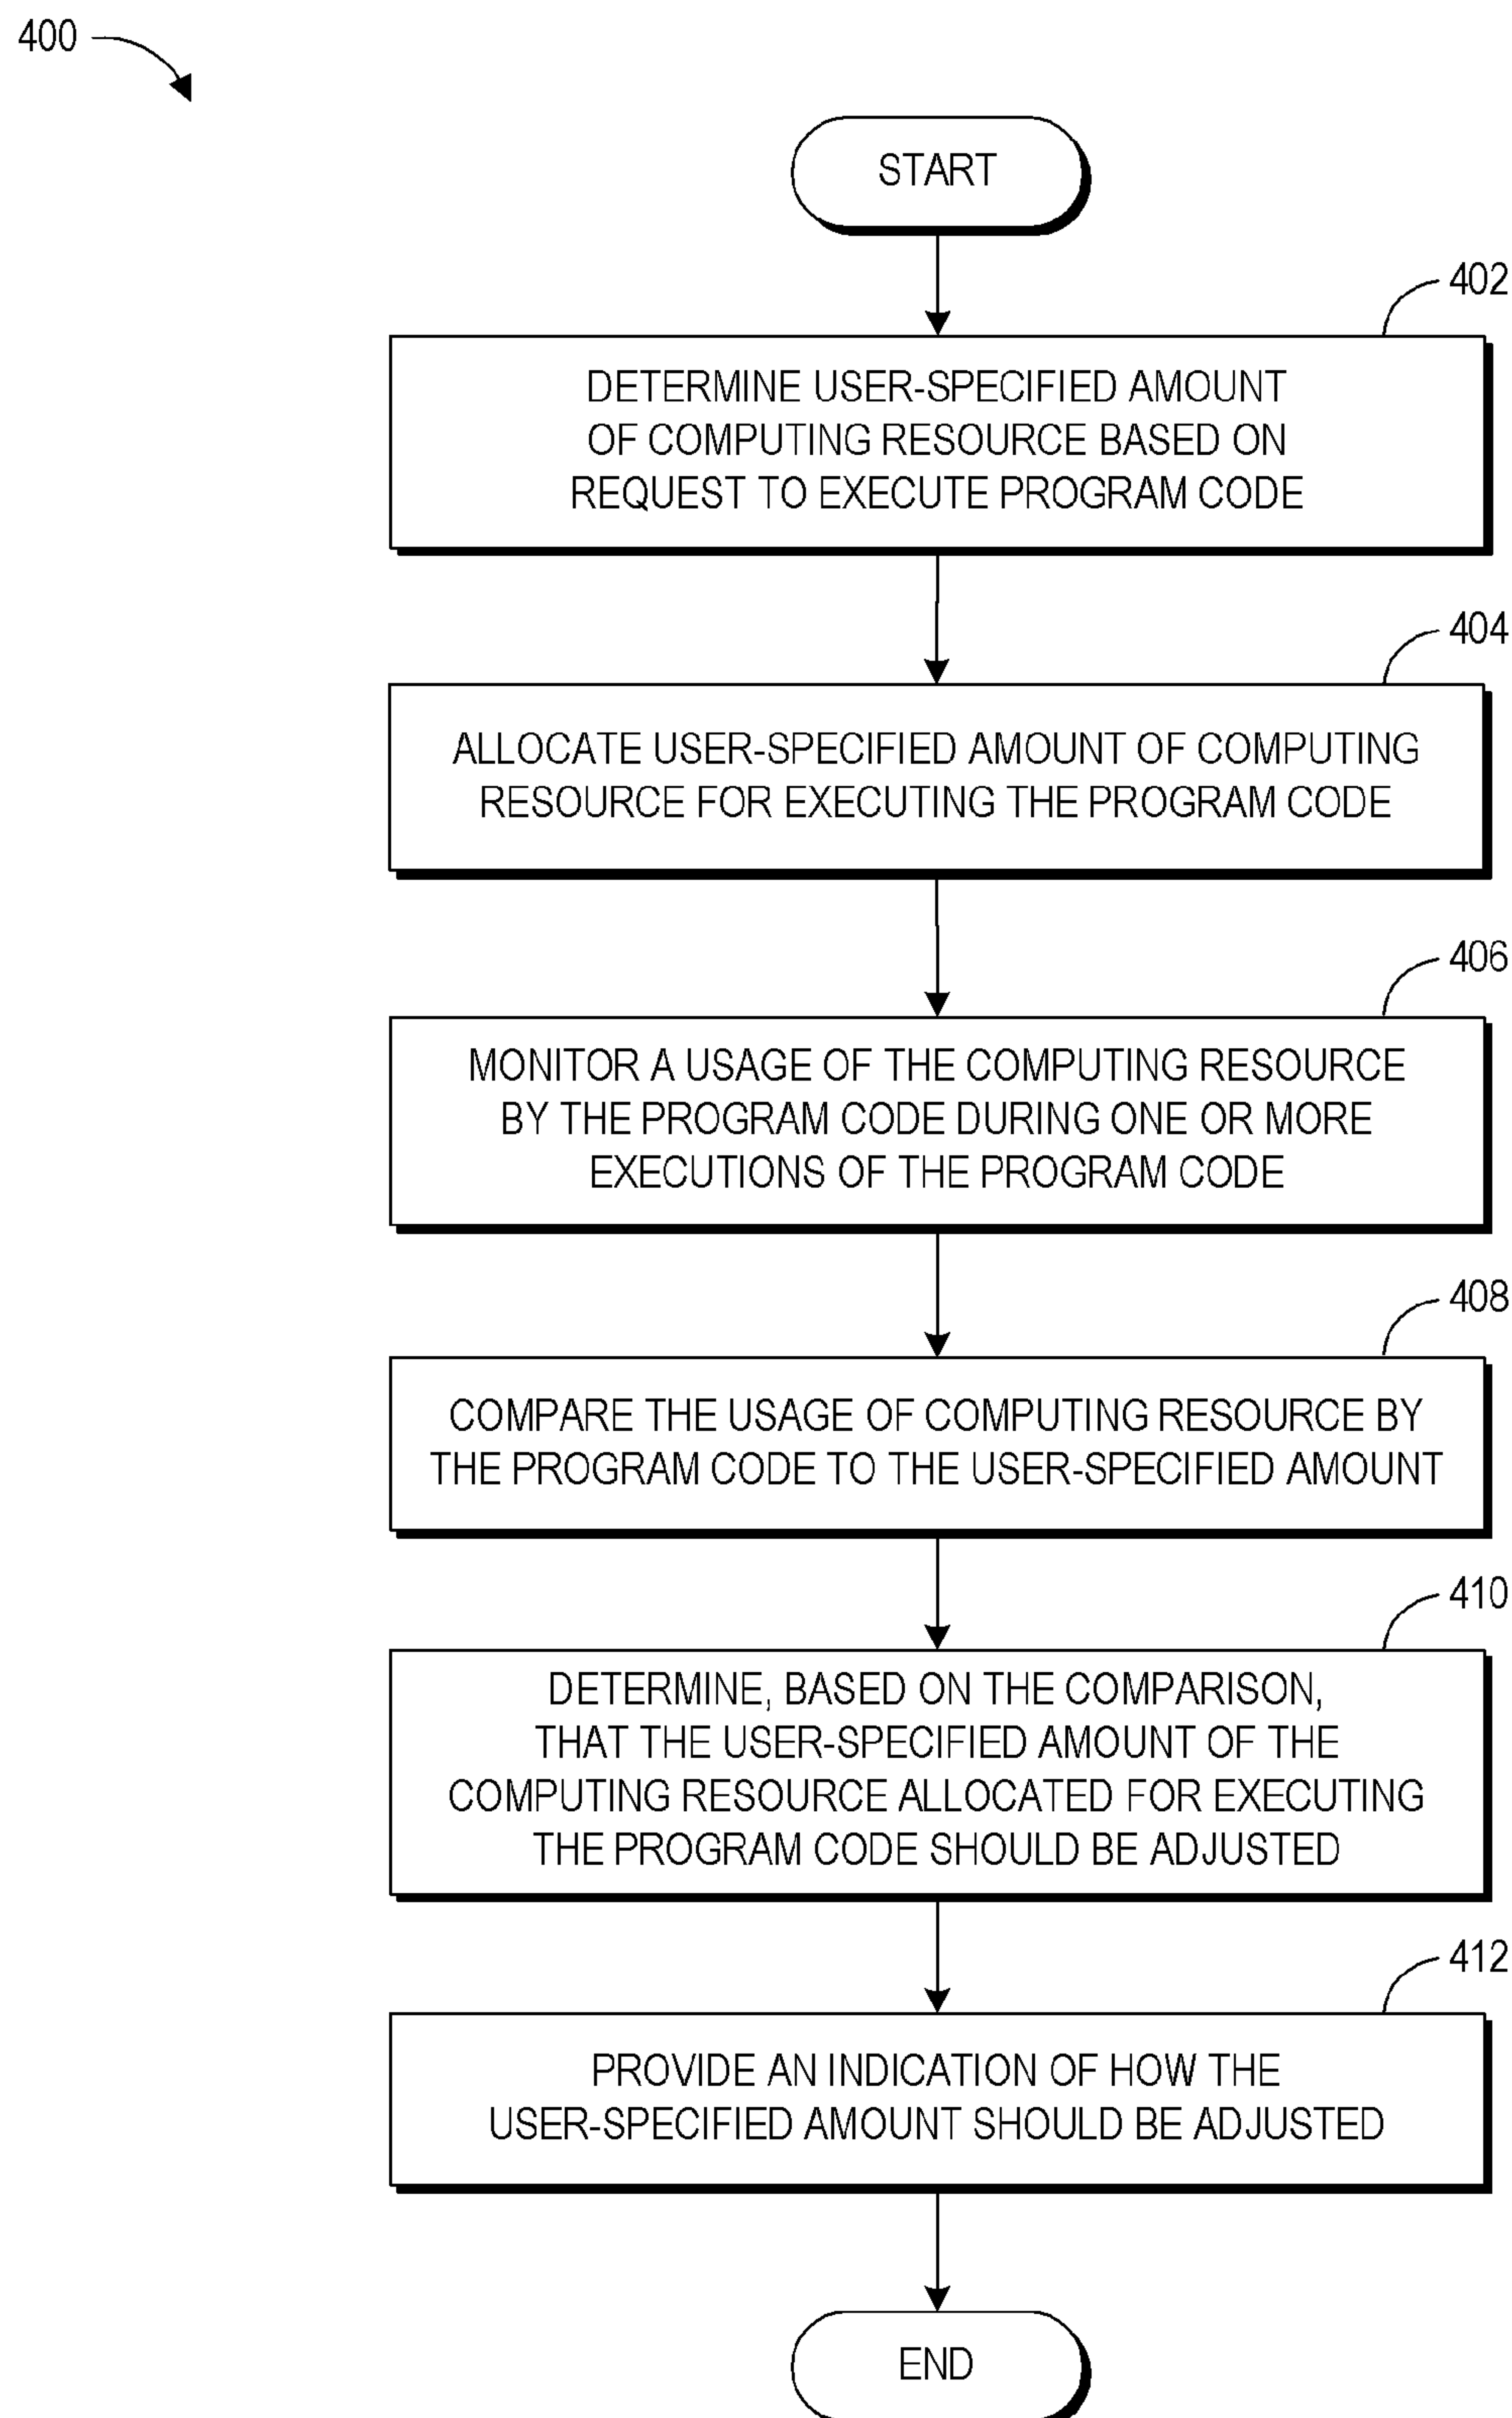 400
START
402
DETERMINE USER-SPECIFIED AMOUNT
OF COMPUTING RESOURCE BASED ON
REQUEST TO EXECUTE PROGRAM CODE
404
ALLOCATE USER-SPECIFIED AMOUNT OF COMPUTING
RESOURCE FOR EXECUTING THE PROGRAM CODE
406
MONITOR A USAGE OF THE COMPUTING RESOURCE
BY THE PROGRAM CODE DURING ONE OR MORE
EXECUTIONS OF THE PROGRAM CODE
408
COMPARE THE USAGE OF COMPUTING RESOURCE BY
THE PROGRAM CODE TO THE USER-SPECIFIED AMOUNT
410
DETERMINE, BASED ON THE COMPARISON,
THAT THE USER-SPECIFIED AMOUNT OF THE
COMPUTING RESOURCE ALLOCATED FOR EXECUTING
THE PROGRAM CODE SHOULD BE ADJUSTED
412
PROVIDE AN INDICATION OF HOW THE
USER-SPECIFIED AMOUNT SHOULD BE ADJUSTED
END